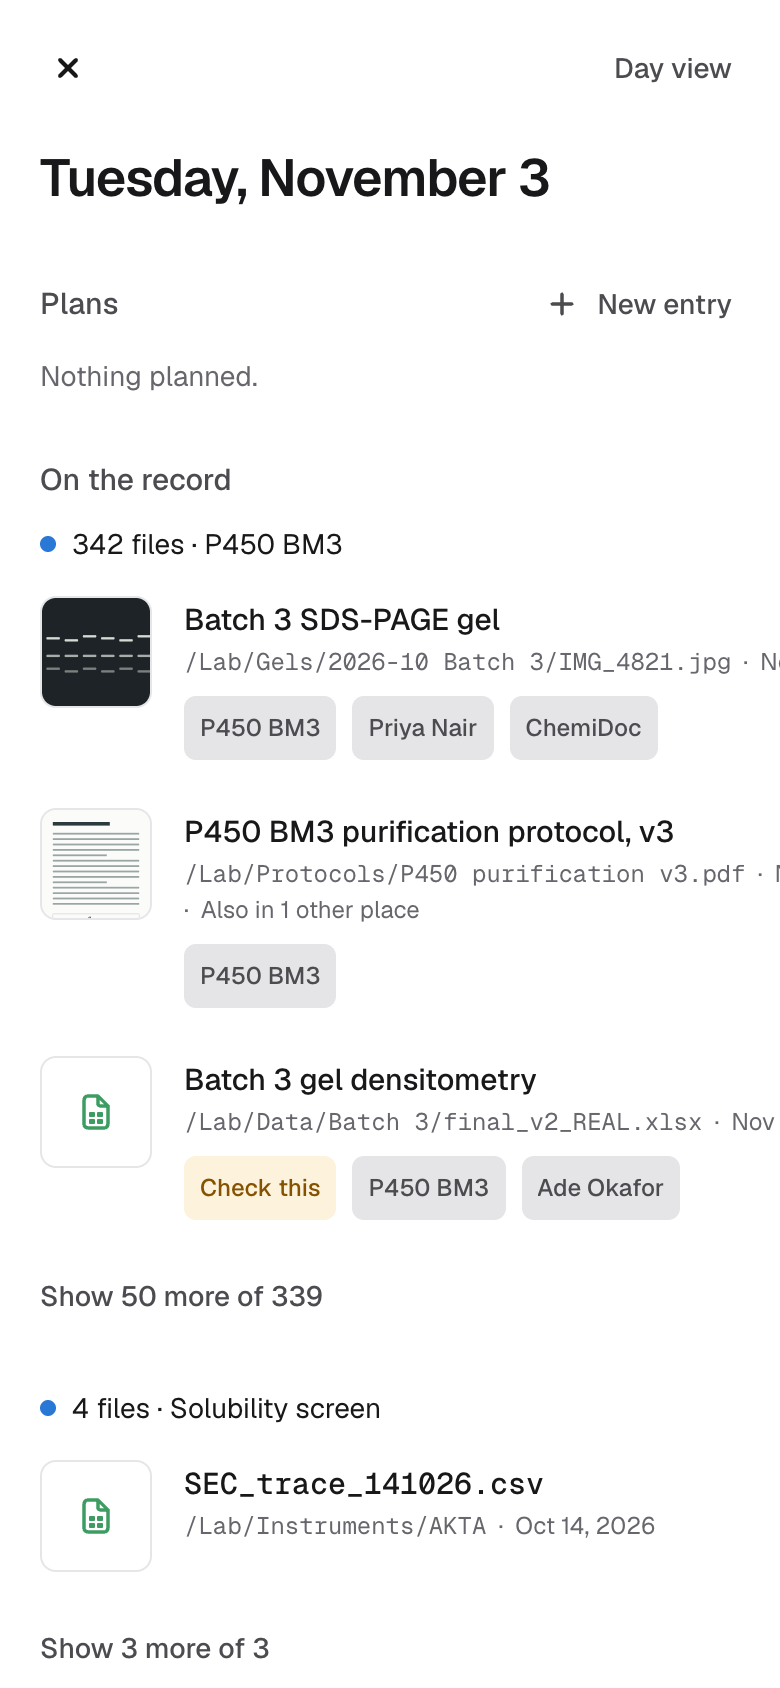 Day view
Tuesday, November 3
Plans
New entry
Nothing planned.
On the record
342 files · P450 BM3
Batch 3 SDS-PAGE gel
/Lab/Gels/2026-10 Batch 3/IMG_4821.jpg ·
P450 BM3 Priya Nair ChemiDoc
P450 BM3 purification protocol, v3
/Lab/Protocols/P450 purification v3.pdf ·
· Also in 1 other place
P450 BM3
Batch 3 gel densitometry
/Lab/Data/Batch 3/final_v2_REAL.xlsx · Nov
Check this P450 BM3 Ade Okafor
Show 50 more of 339
4 files · Solubility screen
SEC_trace_141026.csv
/Lab/Instruments/AKTA · Oct 14, 2026
Show 3 more of 3